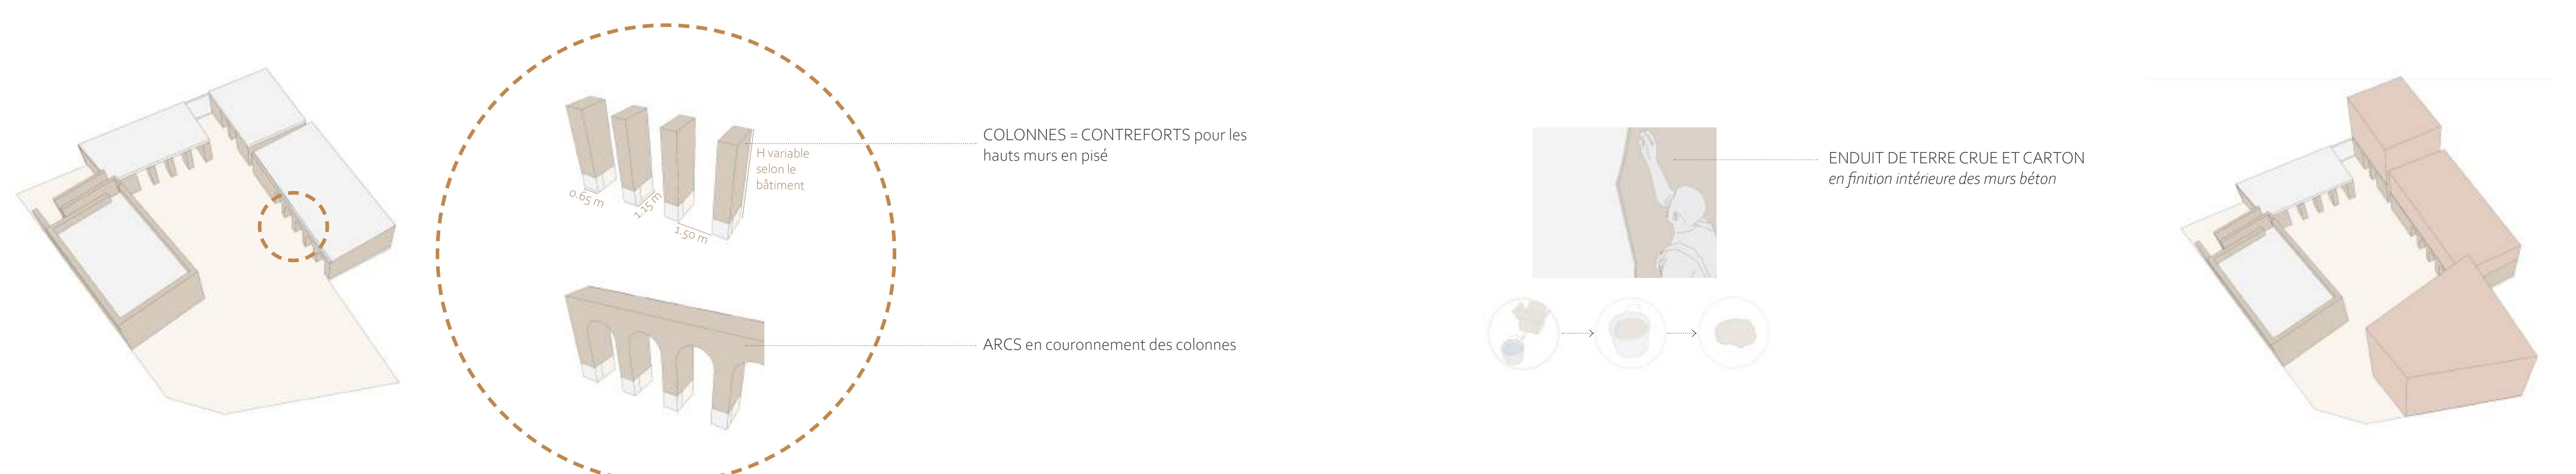 COLONNES = CONTREFORTS pour les
hauts murs en pisé
H variable
selon le
bâtiment
0.65 m
1.15 m
1.50 m
ARCS en couronnement des colonnes
ENDUIT DE TERRE CRUE ET CARTON
en finition intérieure des murs béton